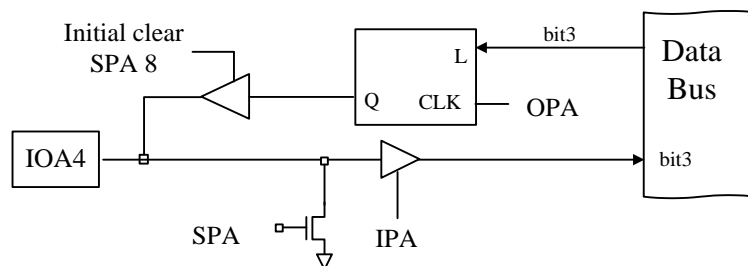 Initial clear
SPA 8
bit3
L
Data
Bus
Q
CLK
OPA
IOA4
bit3
SPA
IPA